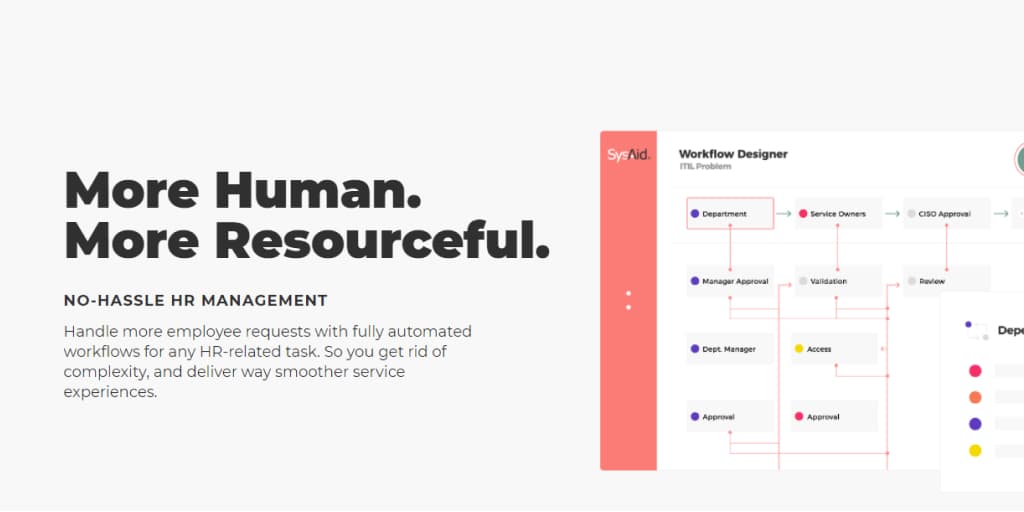 More Human.
More Resourceful.
NO-HASSLE HR MANAGEMENT
Handle more employee requests with fully automated
workflows for any HR-related task. So you get rid of
complexity, and deliver way smoother service
experiences.
SysAid.
Workflow Designer
ITIL Problem
Department
Service Owners
CISO Approval
Manager Approval
Validation
Review
Dept. Manager
Access
Approval
Approval